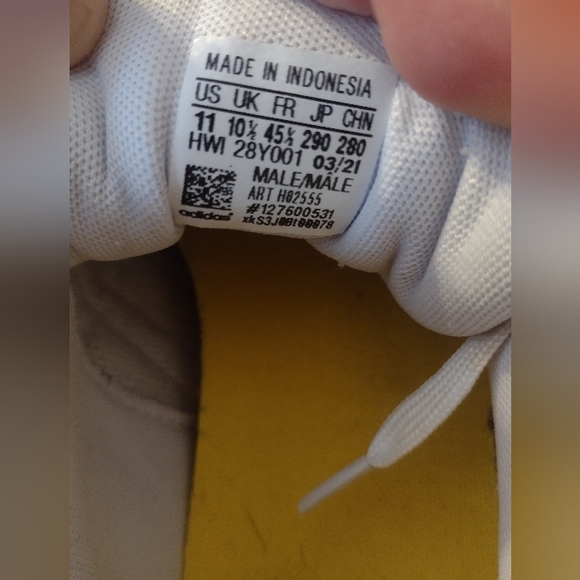 MADE IN INDONESIA
US UK FR JP CHN
11 10½ 45⅓ 290 280
HWI 28Y001 03/21
MALE/MÂLE
ART H02555
#127600531
adidas